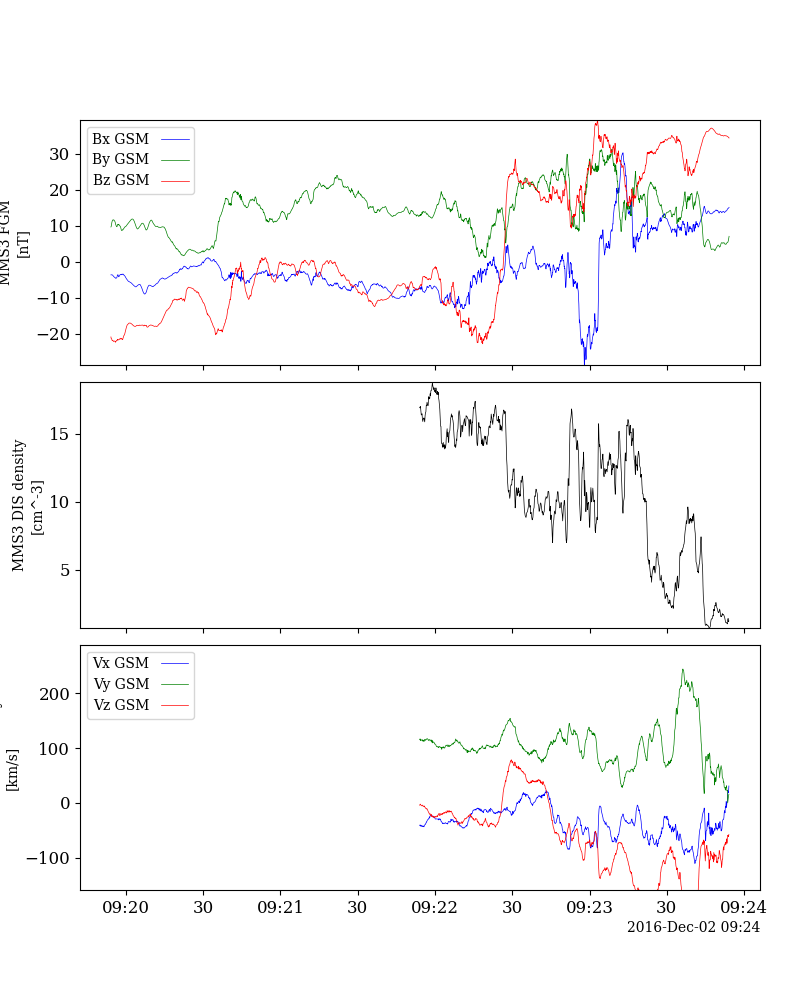 Bx GSM
By GSM
Bz GSM
30
20
10
0
−10
−20
MMS3 FGM
[nT]
15
10
5
MMS3 DIS density
[cm^-3]
Vx GSM
Vy GSM
Vz GSM
200
100
0
−100
[km/s]
09:20 30 09:21 30 09:22 30 09:23 30 09:24
2016-Dec-02 09:24